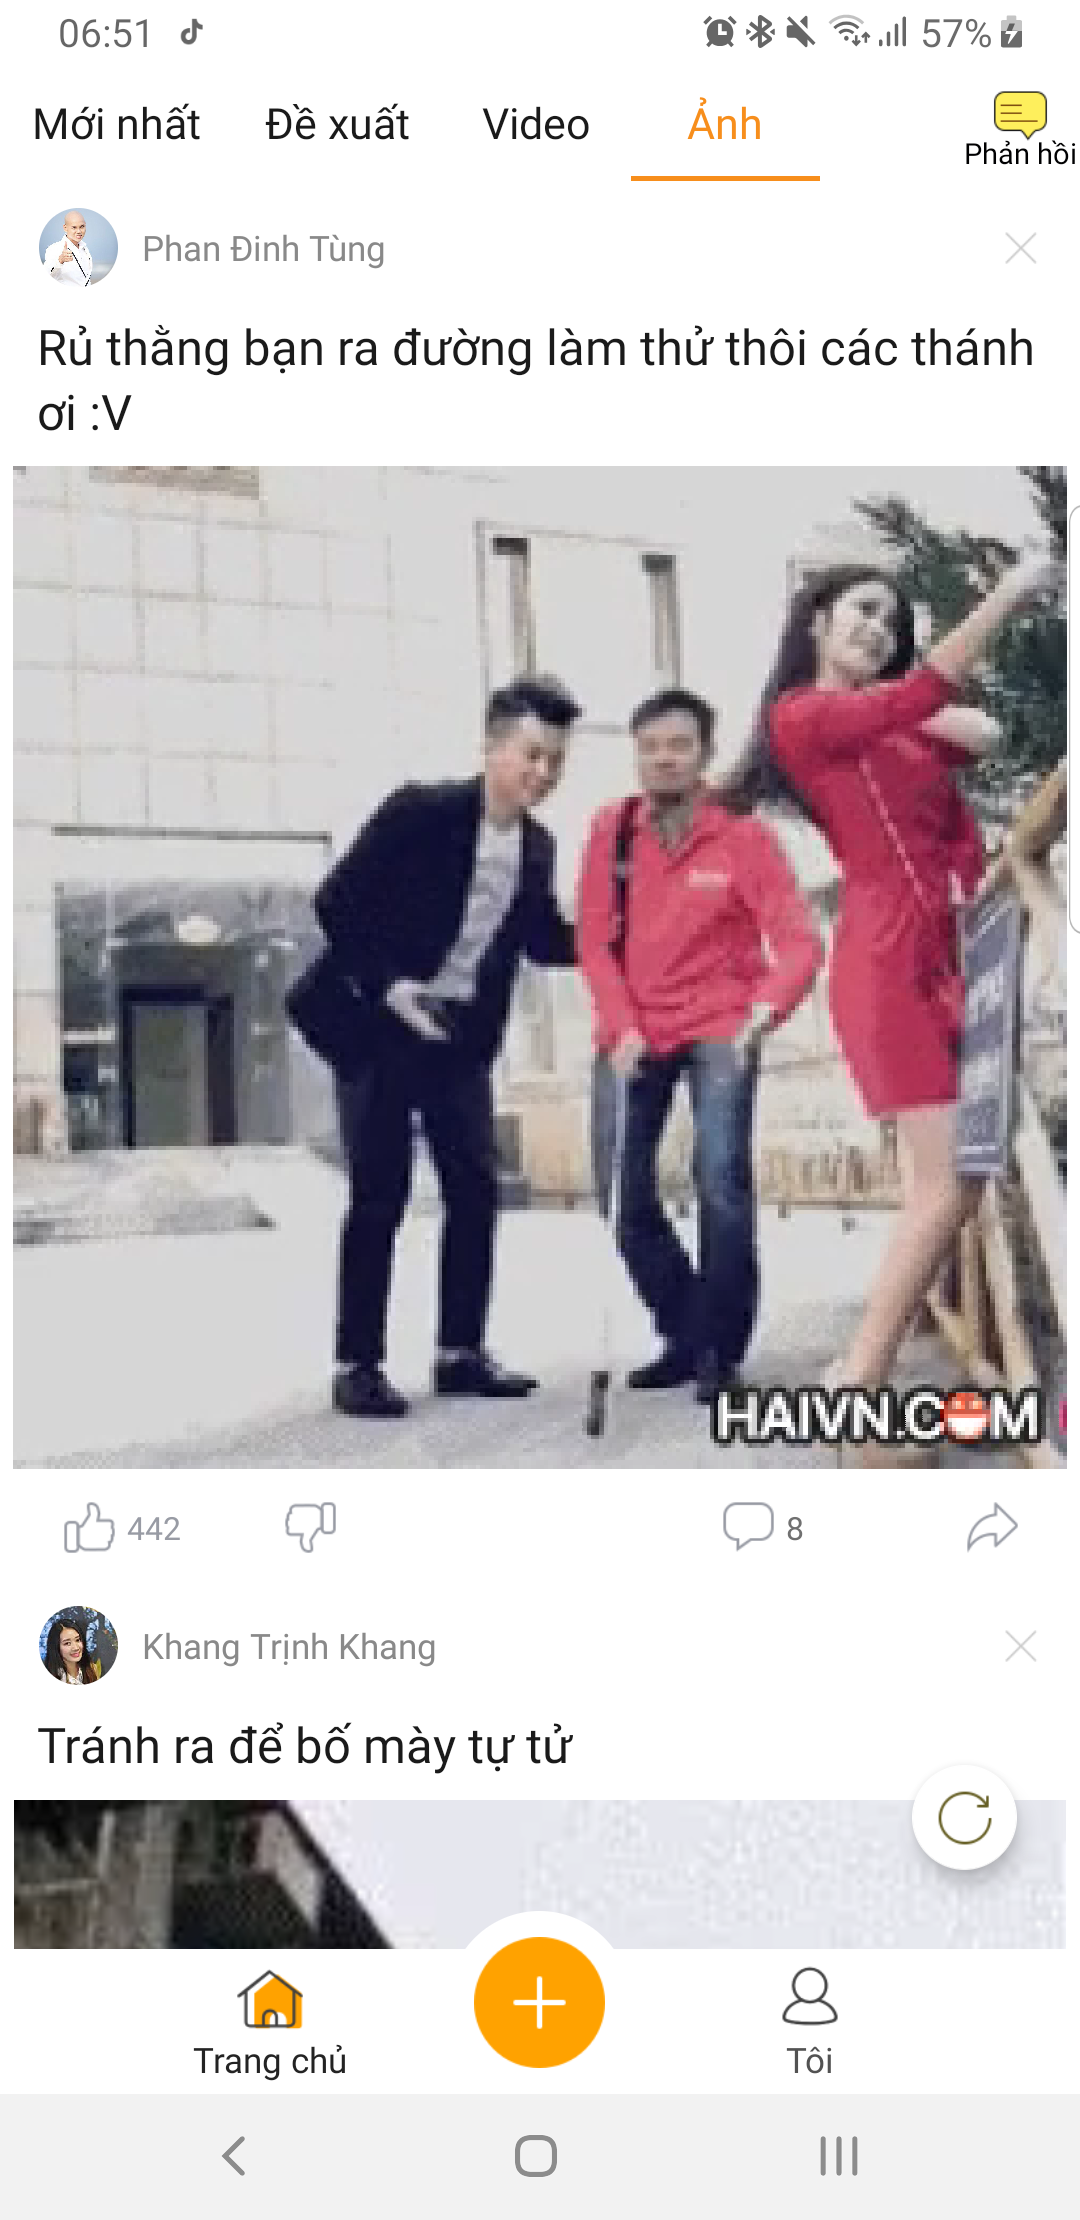 06:51
57%
Mới nhất
Đề xuất
Video
Ảnh
Phản hồi
Phan Đinh Tùng
Rủ thằng bạn ra đường làm thử thôi các thánh
ơi :V
HAIVN.COM
442
8
Khang Trịnh Khang
Tránh ra để bố mày tự tử
Trang chủ
Tôi